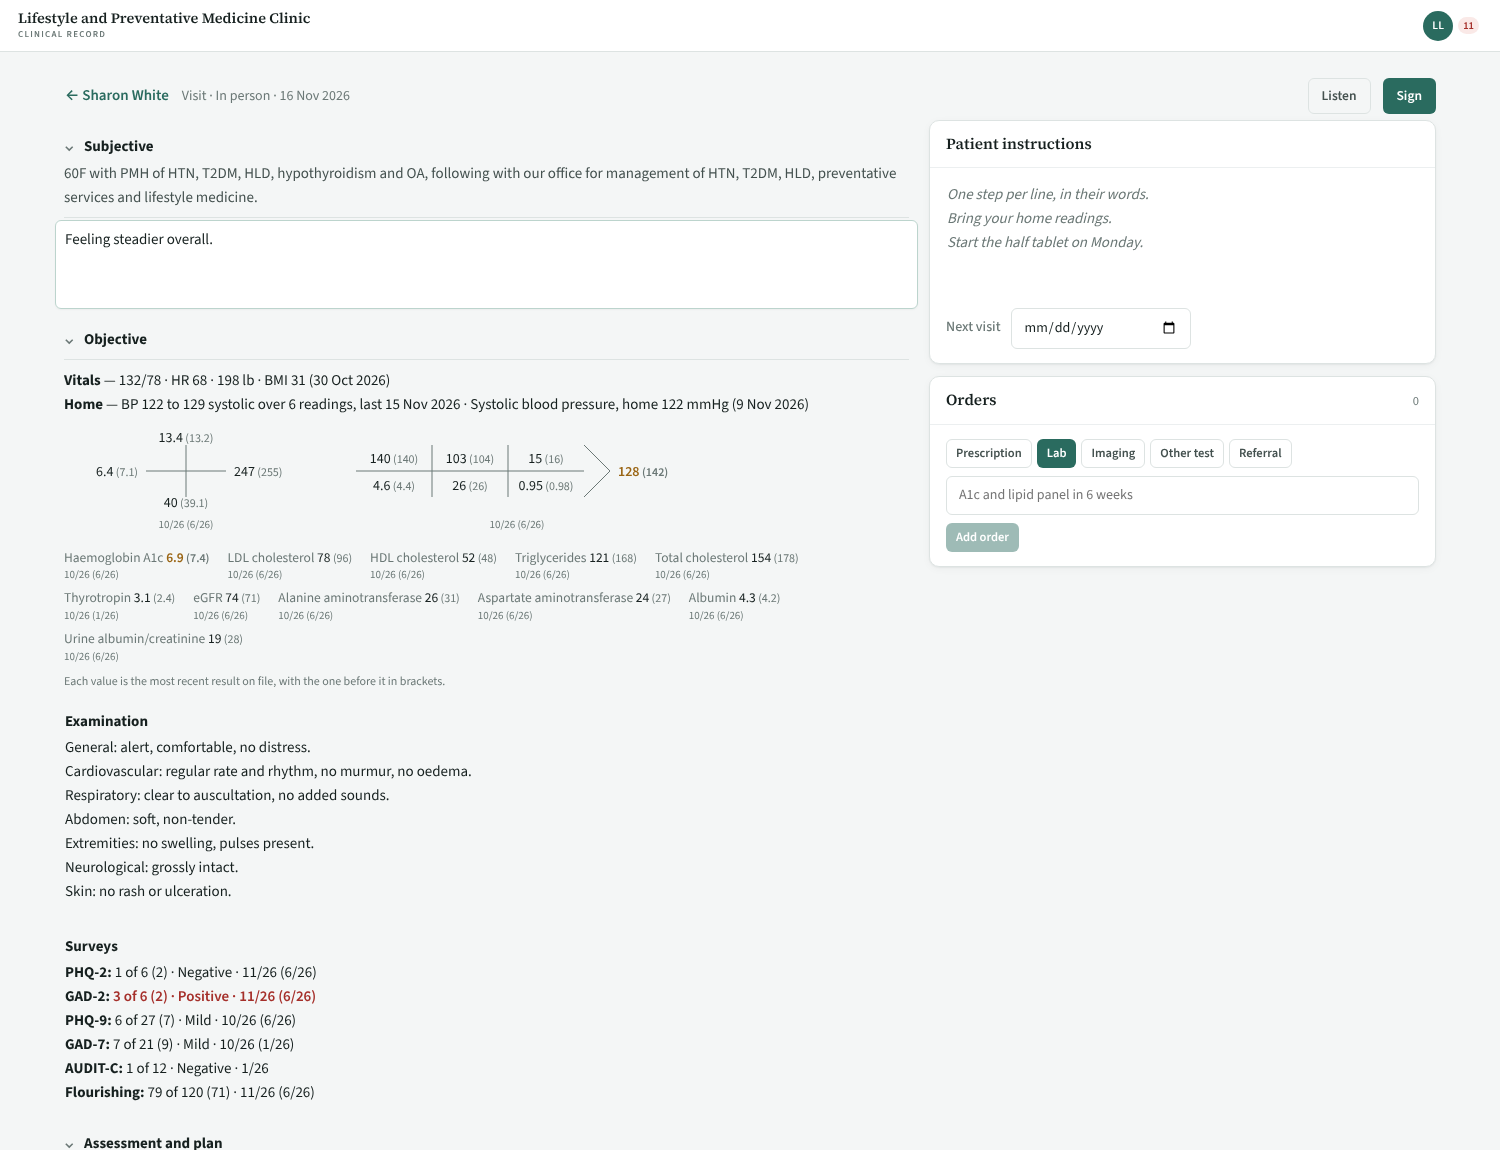 Lifestyle and Preventative Medicine Clinic
CLINICAL RECORD
LL
11
← Sharon White Visit · In person · 16 Nov 2026
Listen
Sign
Subjective
60F with PMH of HTN, T2DM, HLD, hypothyroidism and OA, following with our office for management of HTN, T2DM, HLD, preventative
services and lifestyle medicine.
Feeling steadier overall.
Objective
Vitals — 132/78 · HR 68 · 198 lb · BMI 31 (30 Oct 2026)
Home — BP 122 to 129 systolic over 6 readings, last 15 Nov 2026 · Systolic blood pressure, home 122 mmHg (9 Nov 2026)
13.4 (13.2)
6.4 (7.1) 247 (255)
40 (39.1)
10/26 (6/26)
140 (140) 103 (104) 15 (16)
128 (142)
4.6 (4.4) 26 (26) 0.95 (0.98)
10/26 (6/26)
Haemoglobin A1c 6.9 (7.4) LDL cholesterol 78 (96) HDL cholesterol 52 (48) Triglycerides 121 (168) Total cholesterol 154 (178)
10/26 (6/26) 10/26 (6/26) 10/26 (6/26) 10/26 (6/26) 10/26 (6/26)
Thyrotropin 3.1 (2.4) eGFR 74 (71) Alanine aminotransferase 26 (31) Aspartate aminotransferase 24 (27) Albumin 4.3 (4.2)
10/26 (1/26) 10/26 (6/26) 10/26 (6/26) 10/26 (6/26) 10/26 (6/26)
Urine albumin/creatinine 19 (28)
10/26 (6/26)
Each value is the most recent result on file, with the one before it in brackets.
Examination
General: alert, comfortable, no distress.
Cardiovascular: regular rate and rhythm, no murmur, no oedema.
Respiratory: clear to auscultation, no added sounds.
Abdomen: soft, non-tender.
Extremities: no swelling, pulses present.
Neurological: grossly intact.
Skin: no rash or ulceration.
Surveys
PHQ-2: 1 of 6 (2) · Negative · 11/26 (6/26)
GAD-2: 3 of 6 (2) · Positive · 11/26 (6/26)
PHQ-9: 6 of 27 (7) · Mild · 10/26 (6/26)
GAD-7: 7 of 21 (9) · Mild · 10/26 (1/26)
AUDIT-C: 1 of 12 · Negative · 1/26
Flourishing: 79 of 120 (71) · 11/26 (6/26)
Assessment and plan
Patient instructions
One step per line, in their words.
Bring your home readings.
Start the half tablet on Monday.
Next visit mm/dd/yyyy
Orders 0
Prescription Lab Imaging Other test Referral
A1c and lipid panel in 6 weeks
Add order